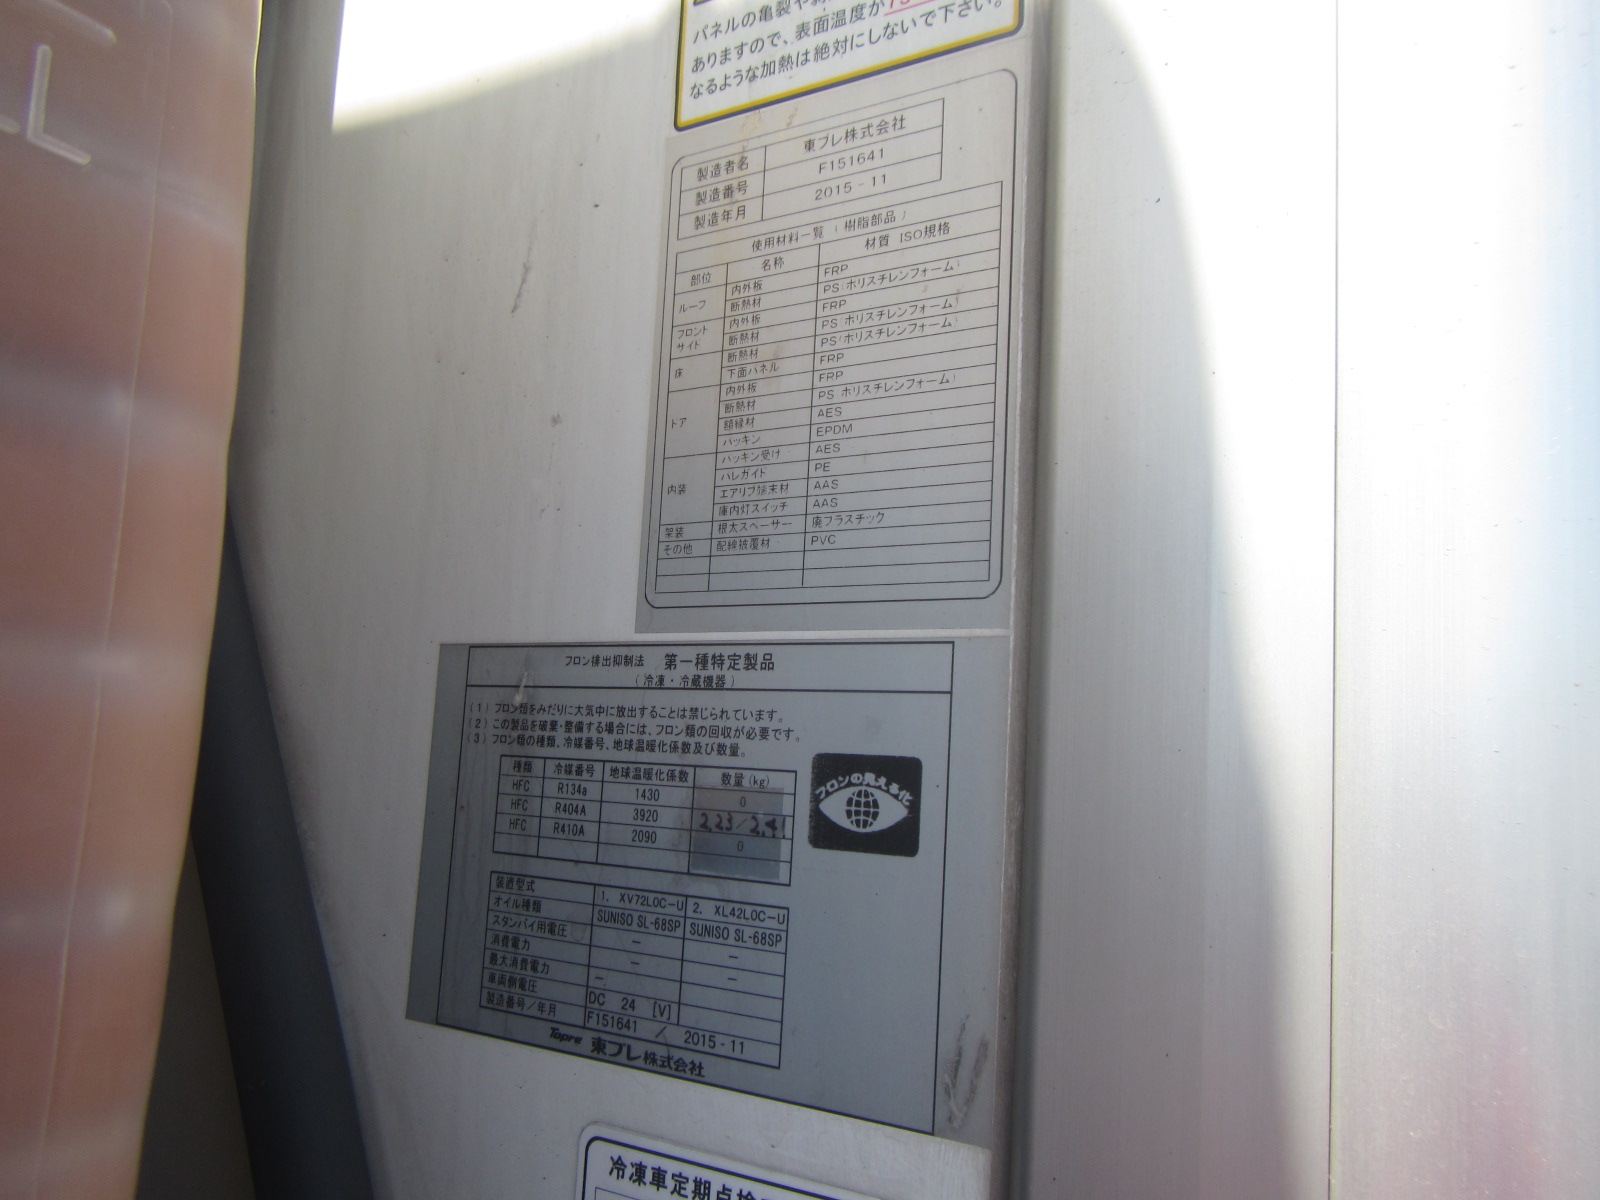 パネルの亀裂や
ありますので、表面温度が
なるような加熱は絶対にしないで下さい。
製造者名 東プレ株式会社
製造番号 F151641
製造年月 2015-11
使用材料一覧（樹脂部品）
部位 名称 材質 ISO規格
ルーフ 内外板 FRP
断熱材 PS(ポリスチレンフォーム)
フロント サイド 内外板 FRP
断熱材 PS(ポリスチレンフォーム)
床 断熱材 PS(ポリスチレンフォーム)
下面パネル FRP
ドア 内外板 FRP
断熱材 PS(ポリスチレンフォーム)
額縁材 AES
パッキン EPDM
内装 パッキン受け AES
ハレガイト PE
エアリブ端末材 AAS
庫内灯スイッチ AAS
架装 根太スペーサー 廃プラスチック
その他 配線被覆材 PVC
フロン排出抑制法 第一種特定製品
（冷凍・冷蔵機器）
(1) フロン類をみだりに大気中に放出することは禁じられています。
(2) この製品を破棄・整備する場合には、フロン類の回収が必要です。
(3) フロン類の種類、冷媒番号、地球温暖化係数及び数量。
種類 冷媒番号 地球温暖化係数 数量(kg)
HFC R134a 1430 0
HFC R404A 3920 2.23/2.41
HFC R410A 2090 0
フロンの見える化
装置型式 1. XV72LOC-U 2. XL42LOC-U
オイル種類 SUNISO SL-68SP SUNISO SL-68SP
スタンバイ用電圧 — —
消費電力 — —
最大消費電力 —
車両側電圧 DC 24 [V]
製造番号/年月 F151641 / 2015-11
Topre 東プレ株式会社
冷凍車定期点検